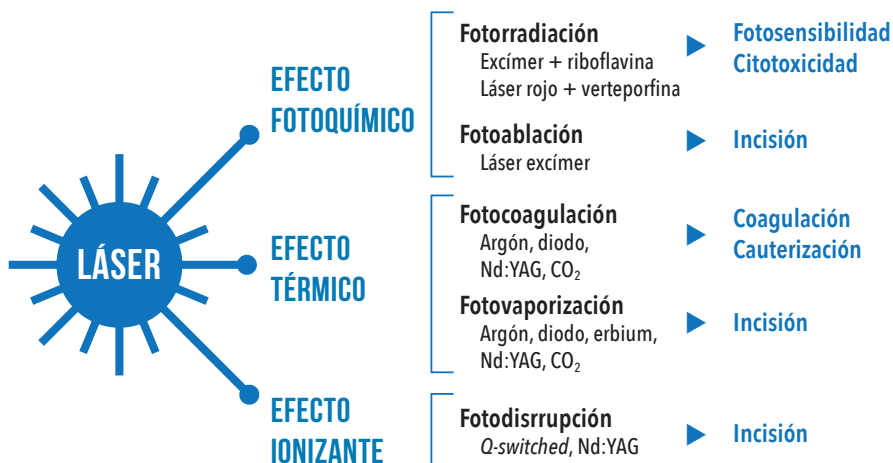 LÁSER
EFECTO
FOTOQUÍMICO
Fotorradiación
Excímer + riboflavina
Láser rojo + verteporfina
Fotosensibilidad
Citotoxicidad
Fotoablación
Láser excímer
Incisión
EFECTO
TÉRMICO
Fotocoagulación
Argón, diodo,
Nd:YAG, CO₂
Coagulación
Cauterización
Fotovaporización
Argón, diodo, erbium,
Nd:YAG, CO₂
Incisión
EFECTO
IONIZANTE
Fotodisrrupción
Q-switched, Nd:YAG
Incisión